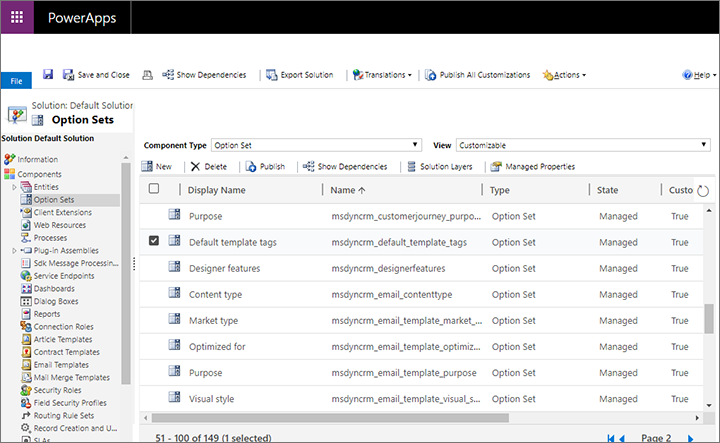 PowerApps
File
Save and Close
Show Dependencies
Export Solution
Translations
Publish All Customizations
Actions
Help
Solution: Default Solution
Option Sets
Solution Default Solution
Information
Components
Entities
Option Sets
Client Extensions
Web Resources
Processes
Plug-in Assemblies
Sdk Message Processin...
Service Endpoints
Dashboards
Dialog Boxes
Reports
Connection Roles
Article Templates
Contract Templates
Email Templates
Mail Merge Templates
Security Roles
Field Security Profiles
Routing Rule Sets
Record Creation and U...
SLAs
Component Type Option Set View Customizable
New Delete Publish Show Dependencies Solution Layers Managed Properties
Display Name Name ↑ Type State Custo
Purpose msdyncrm_customerjourney_purpo... Option Set Managed True
Default template tags msdyncrm_default_template_tags Option Set Managed True
Designer features msdyncrm_designerfeatures Option Set Managed True
Content type msdyncrm_email_contenttype Option Set Managed True
Market type msdyncrm_email_template_market_... Option Set Managed True
Optimized for msdyncrm_email_template_optimiz... Option Set Managed True
Purpose msdyncrm_email_template_purpose Option Set Managed True
Visual style msdyncrm_email_template_visual_s... Option Set Managed True
51 - 100 of 149 (1 selected) Page 2